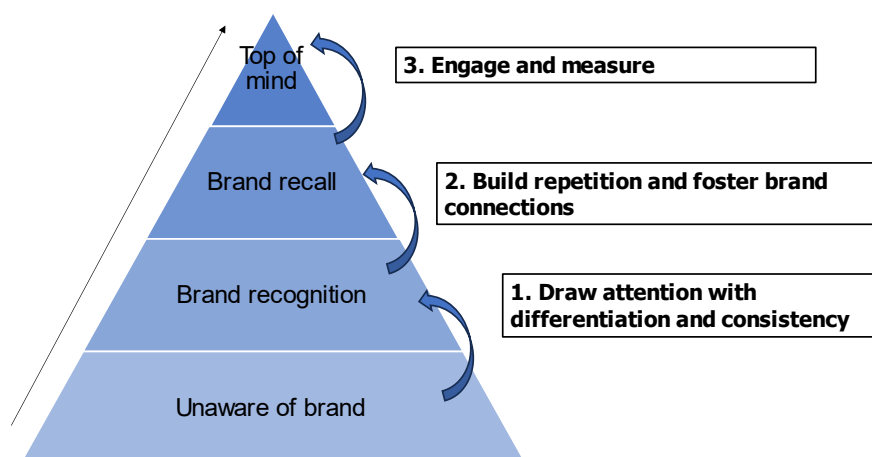 Top of
mind
3. Engage and measure
Brand recall
2. Build repetition and foster brand
connections
Brand recognition
1. Draw attention with
differentiation and consistency
Unaware of brand